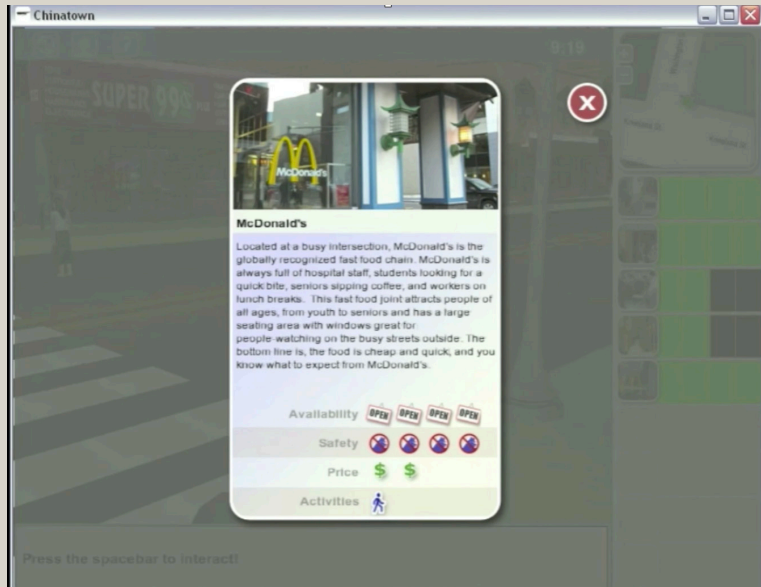 Chinatown
9:19
SUPER 99¢
McDonald's
McDonald's
Located at a busy intersection, McDonald's is the
globally recognized fast food chain. McDonald's is
always full of hospital staff, students looking for a
quick bite, seniors sipping coffee, and workers on
lunch breaks. This fast food joint attracts people of
all ages, from youth to seniors and has a large
seating area with windows great for
people-watching on the busy streets outside. The
bottom line is, the food is cheap and quick, and you
know what to expect from McDonald's.
Availability OPEN OPEN OPEN OPEN
Safety
Price $ $
Activities
Press the spacebar to interact!